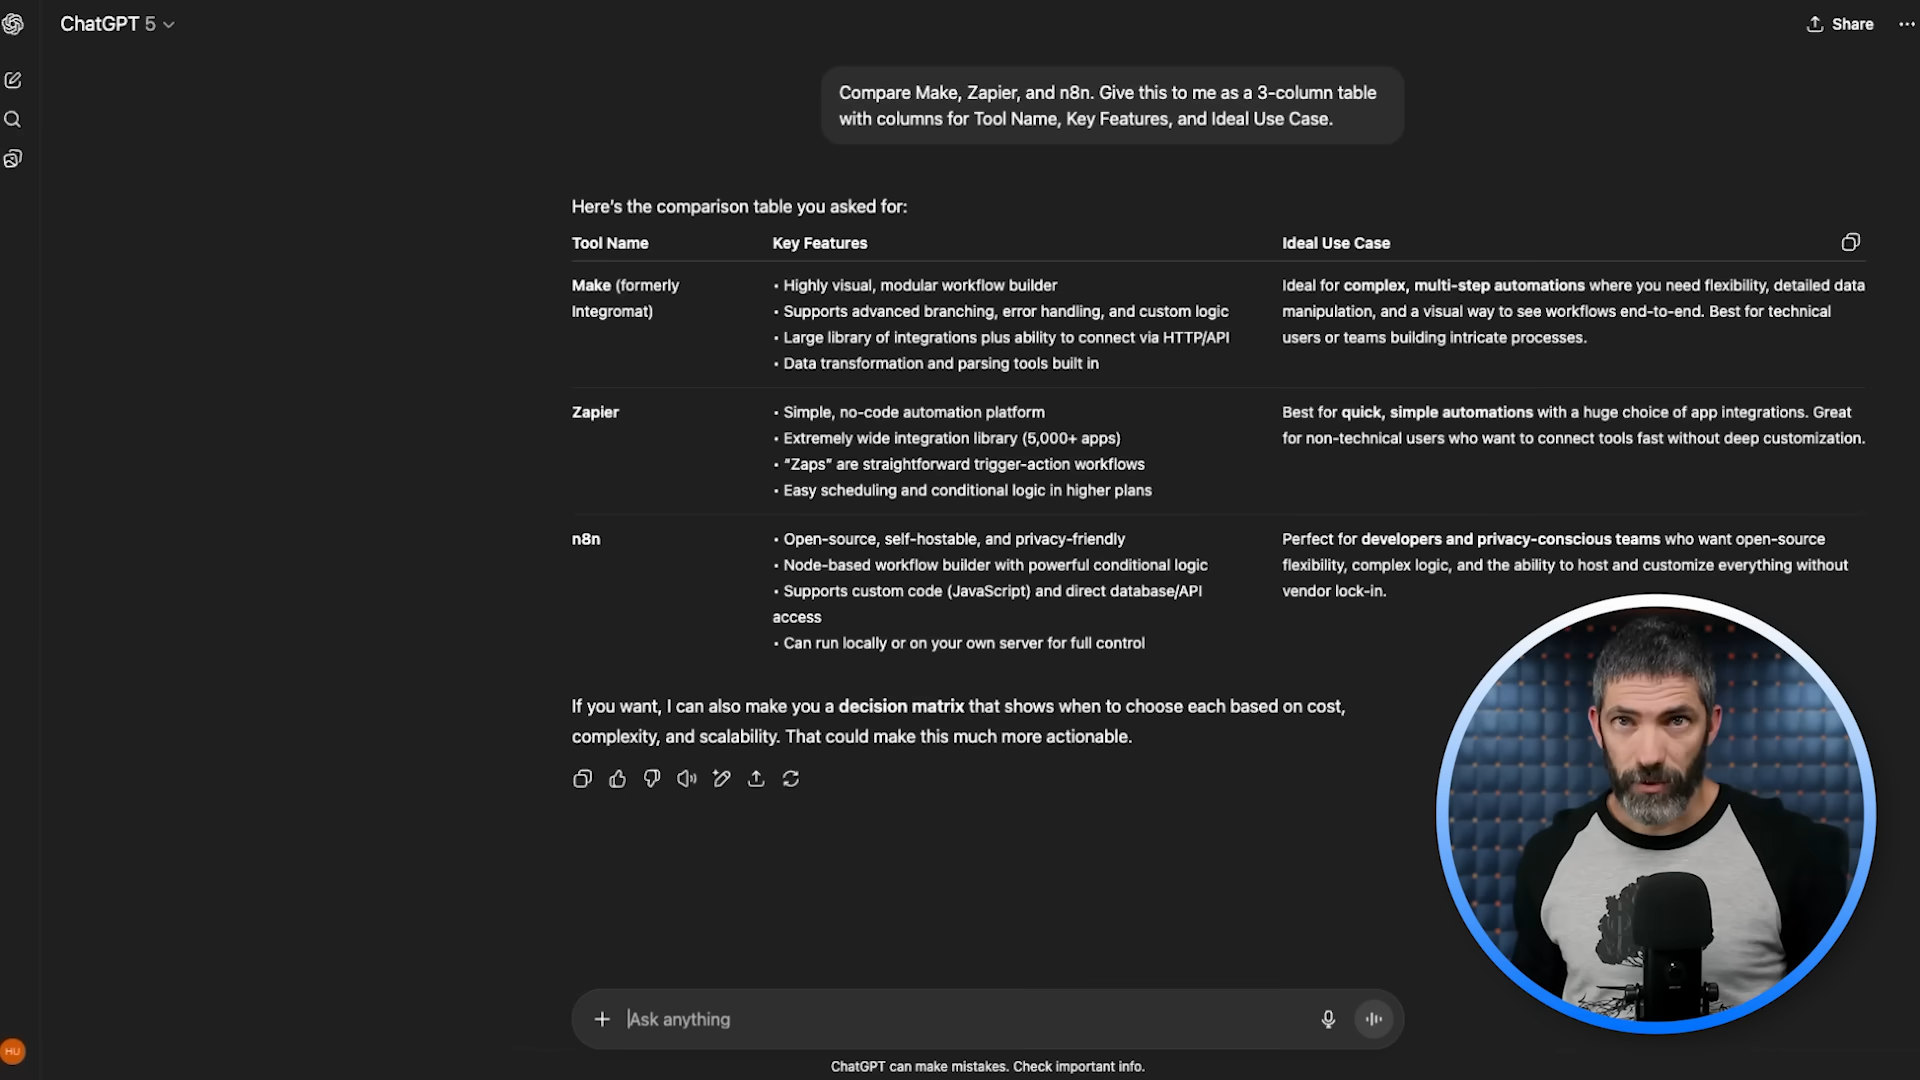 ChatGPT 5
Share
Compare Make, Zapier, and n8n. Give this to me as a 3-column table
with columns for Tool Name, Key Features, and Ideal Use Case.
Here's the comparison table you asked for:
Tool Name
Key Features
Ideal Use Case
Make (formerly
Integromat)
• Highly visual, modular workflow builder
• Supports advanced branching, error handling, and custom logic
• Large library of integrations plus ability to connect via HTTP/API
• Data transformation and parsing tools built in
Ideal for complex, multi-step automations where you need flexibility, detailed data
manipulation, and a visual way to see workflows end-to-end. Best for technical
users or teams building intricate processes.
Zapier
• Simple, no-code automation platform
• Extremely wide integration library (5,000+ apps)
• “Zaps” are straightforward trigger-action workflows
• Easy scheduling and conditional logic in higher plans
Best for quick, simple automations with a huge choice of app integrations. Great
for non-technical users who want to connect tools fast without deep customization.
n8n
• Open-source, self-hostable, and privacy-friendly
• Node-based workflow builder with powerful conditional logic
• Supports custom code (JavaScript) and direct database/API
access
• Can run locally or on your own server for full control
Perfect for developers and privacy-conscious teams who want open-source
flexibility, complex logic, and the ability to host and customize everything without
vendor lock-in.
If you want, I can also make you a decision matrix that shows when to choose each based on cost,
complexity, and scalability. That could make this much more actionable.
Ask anything
HU
ChatGPT can make mistakes. Check important info.